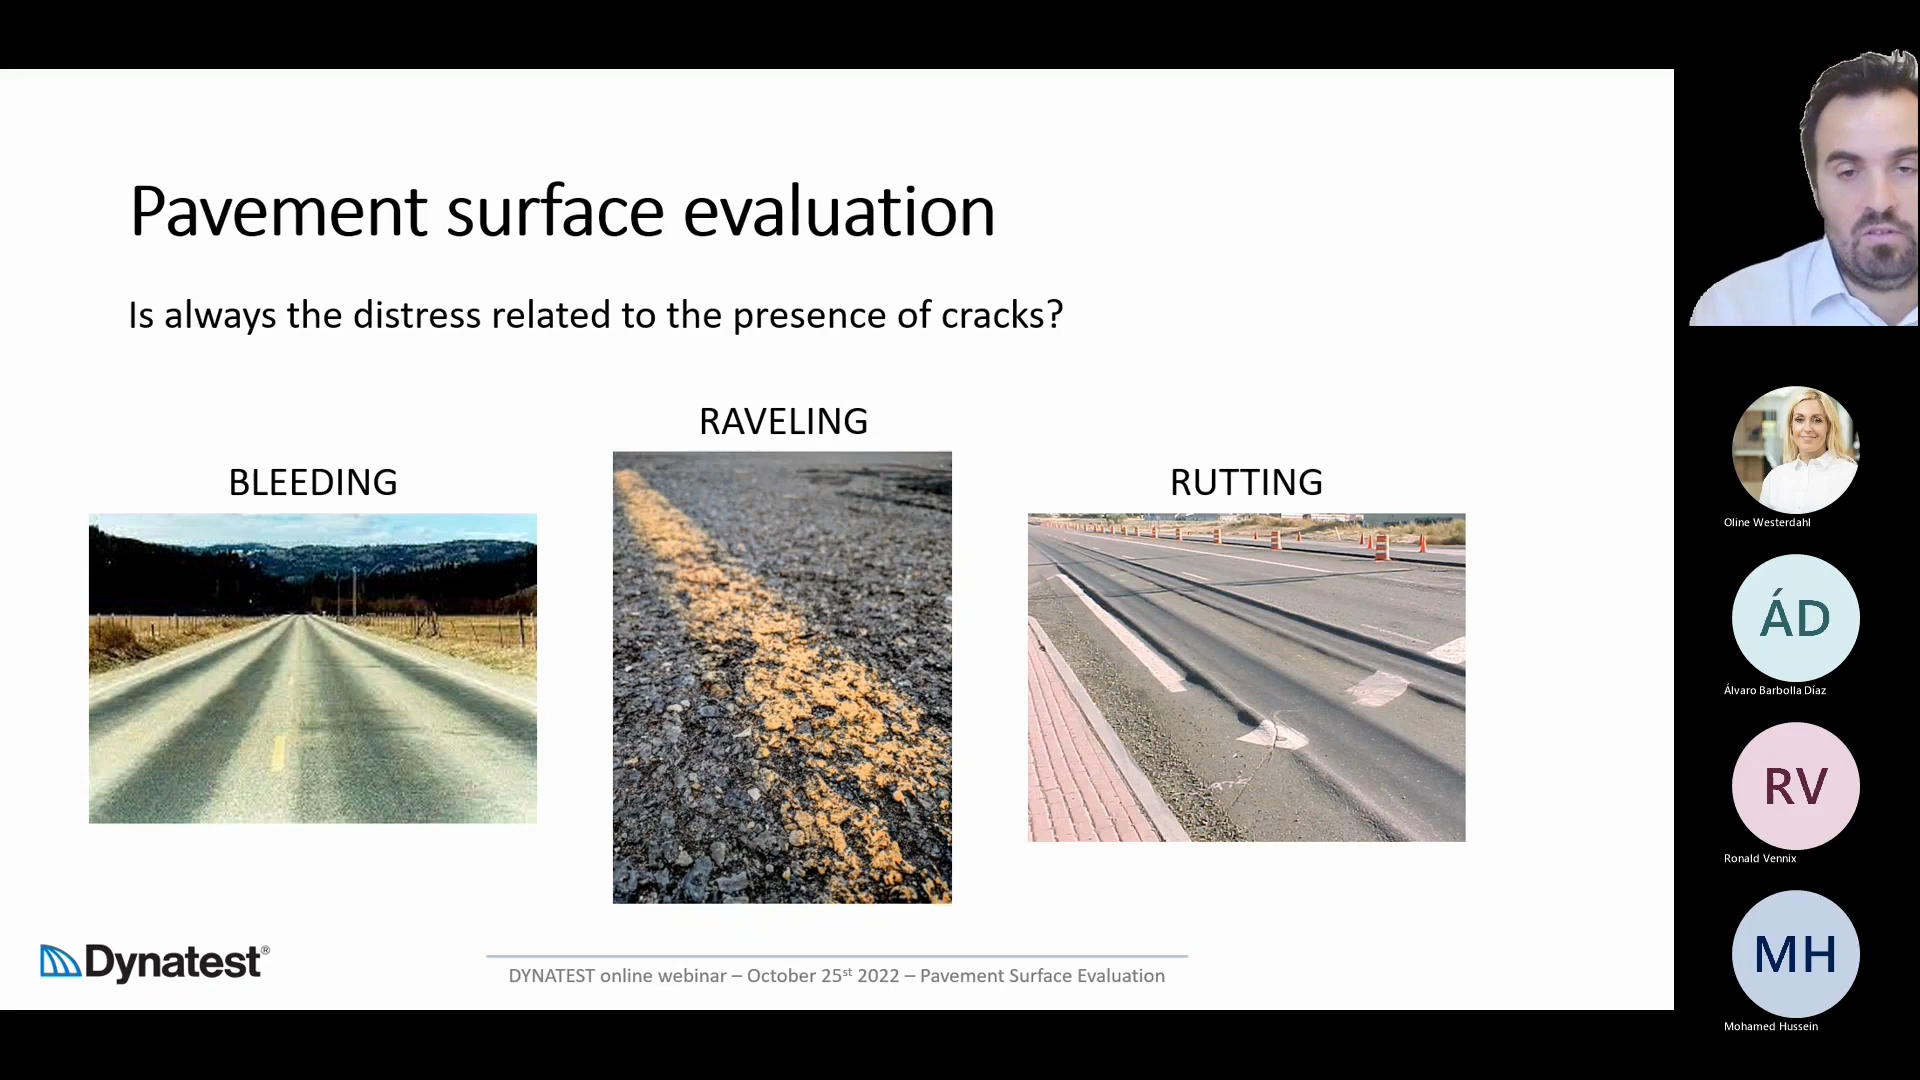 Pavement surface evaluation
Is always the distress related to the presence of cracks?
BLEEDING
RAVELING
RUTTING
Dynatest®
DYNATEST online webinar – October 25st 2022 – Pavement Surface Evaluation
Oline Westerdahl
ÁD
Álvaro Barbolla Díaz
RV
Ronald Vennix
MH
Mohamed Hussein